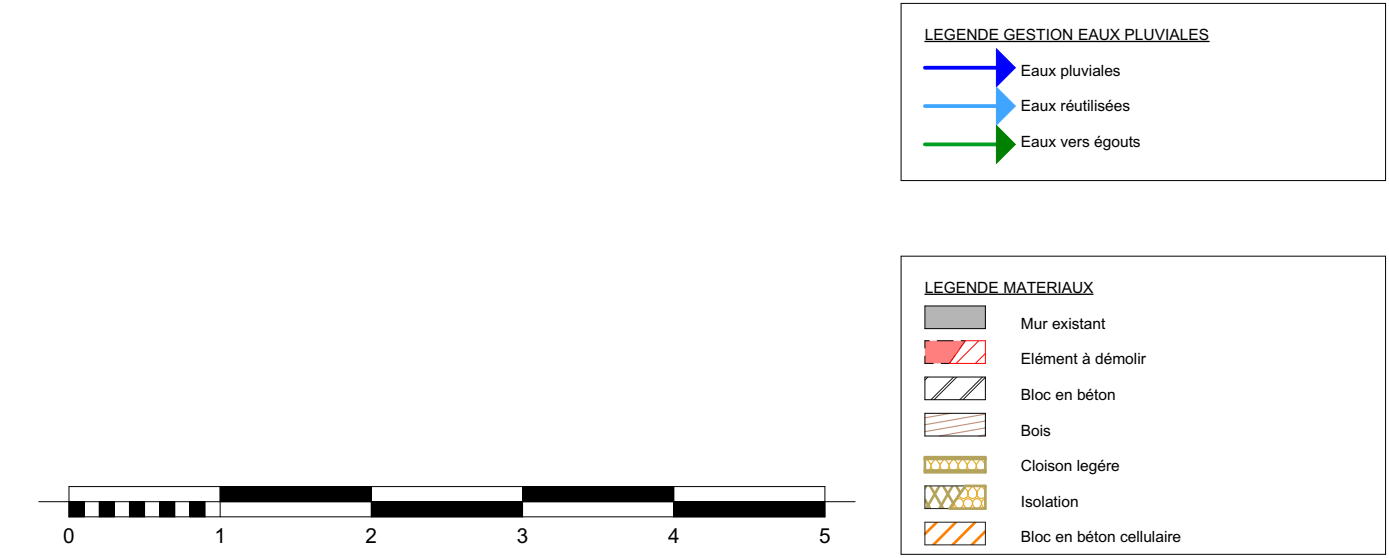 LEGENDE GESTION EAUX PLUVIALES
Eaux pluviales
Eaux réutilisées
Eaux vers égouts
LEGENDE MATERIAUX
Mur existant
Elément à démolir
Bloc en béton
Bois
Cloison legére
Isolation
Bloc en béton cellulaire
0 1 2 3 4 5